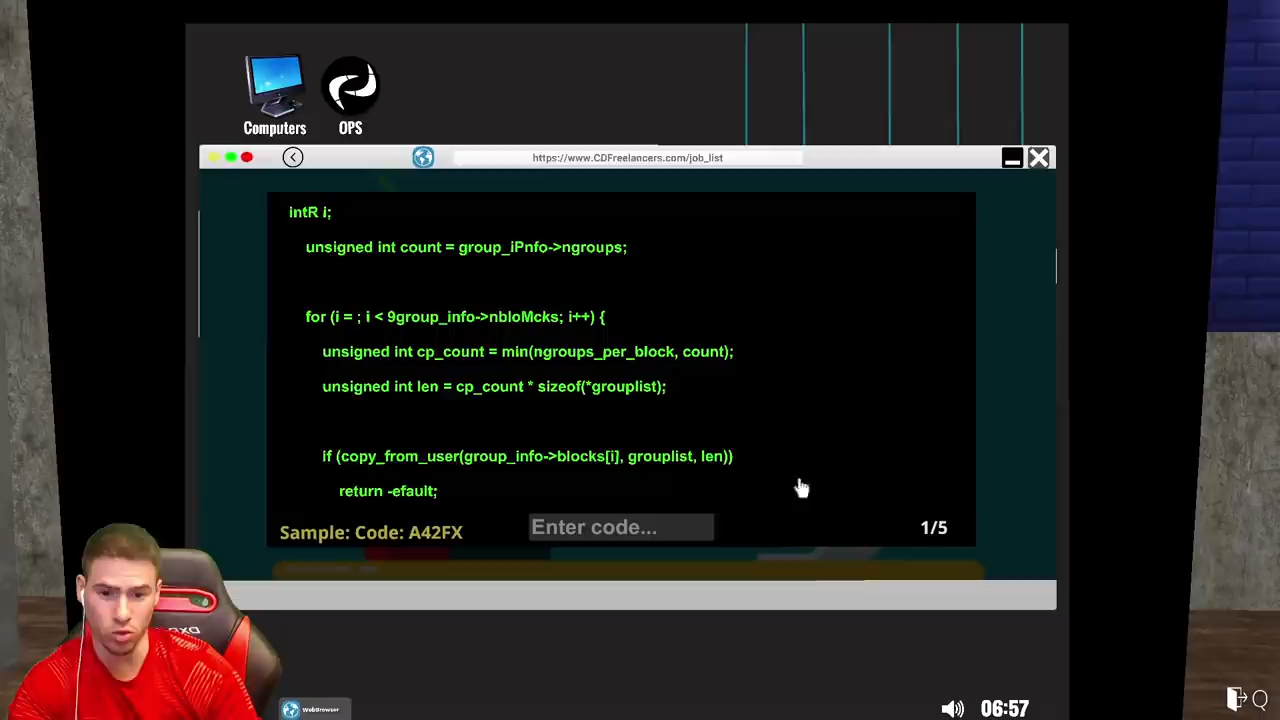 Computers
OPS
https://www.CDFreelancers.com/job_list
intR i;
unsigned int count = group_iPnfo->ngroups;
for (i = ; i < 9group_info->nbloMcks; i++) {
unsigned int cp_count = min(ngroups_per_block, count);
unsigned int len = cp_count * sizeof(*grouplist);
if (copy_from_user(group_info->blocks[i], grouplist, len))
return -efault;
Sample: Code: A42FX
Enter code...
1/5
WebBrowser
06:57
Q